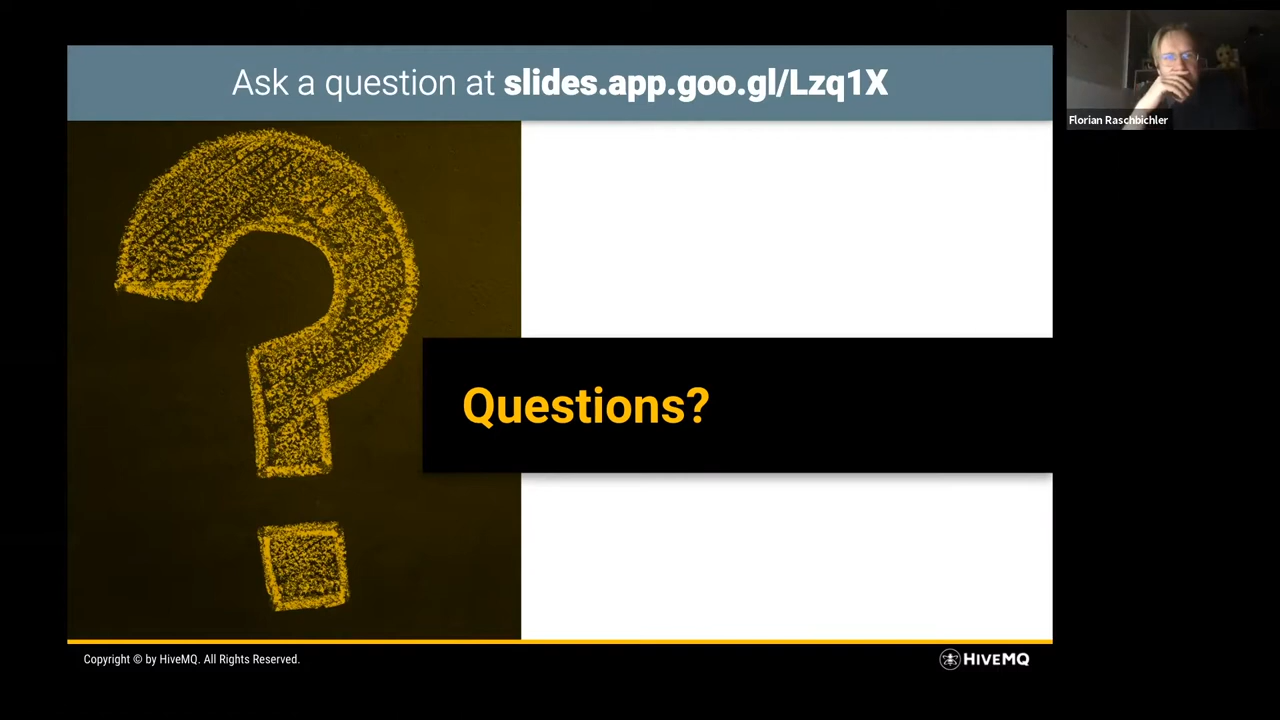 Ask a question at slides.app.goo.gl/Lzq1X
Florian Raschbichler
Questions?
Copyright © by HiveMQ. All Rights Reserved.
HIVEMQ